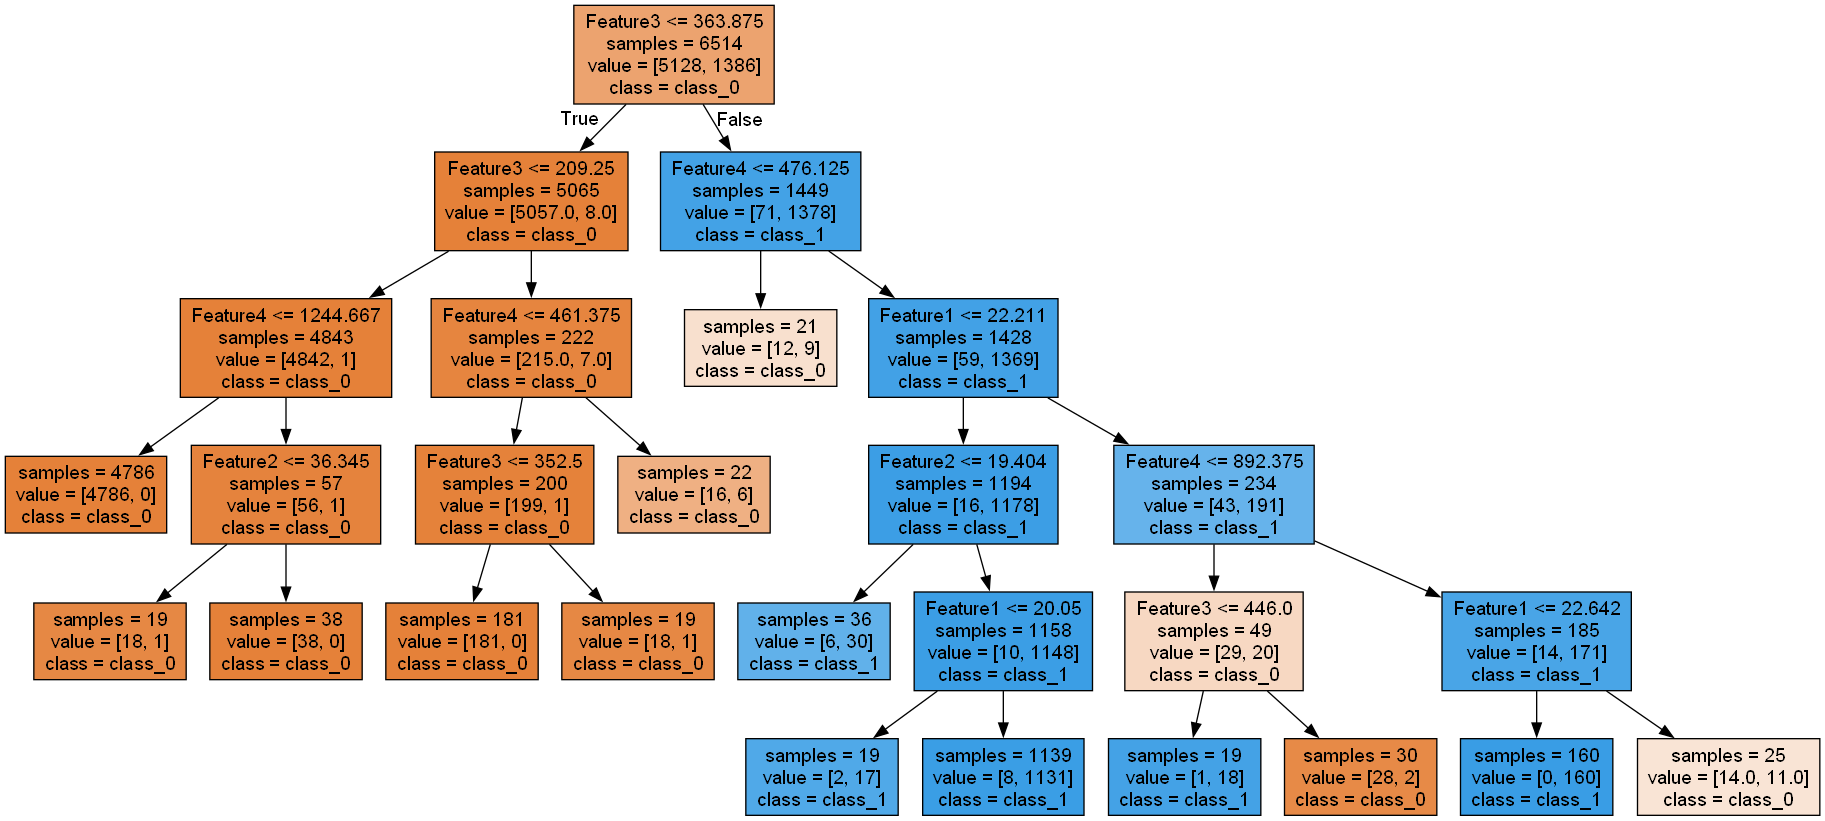 Feature3 <= 363.875
samples = 6514
value = [5128, 1386]
class = class_0
True
False
Feature3 <= 209.25
samples = 5065
value = [5057.0, 8.0]
class = class_0
Feature4 <= 476.125
samples = 1449
value = [71, 1378]
class = class_1
Feature4 <= 1244.667
samples = 4843
value = [4842, 1]
class = class_0
Feature4 <= 461.375
samples = 222
value = [215.0, 7.0]
class = class_0
samples = 21
value = [12, 9]
class = class_0
Feature1 <= 22.211
samples = 1428
value = [59, 1369]
class = class_1
samples = 4786
value = [4786, 0]
class = class_0
Feature2 <= 36.345
samples = 57
value = [56, 1]
class = class_0
Feature3 <= 352.5
samples = 200
value = [199, 1]
class = class_0
samples = 22
value = [16, 6]
class = class_0
Feature2 <= 19.404
samples = 1194
value = [16, 1178]
class = class_1
Feature4 <= 892.375
samples = 234
value = [43, 191]
class = class_1
samples = 19
value = [18, 1]
class = class_0
samples = 38
value = [38, 0]
class = class_0
samples = 181
value = [181, 0]
class = class_0
samples = 19
value = [18, 1]
class = class_0
samples = 36
value = [6, 30]
class = class_1
Feature1 <= 20.05
samples = 1158
value = [10, 1148]
class = class_1
Feature3 <= 446.0
samples = 49
value = [29, 20]
class = class_0
Feature1 <= 22.642
samples = 185
value = [14, 171]
class = class_1
samples = 19
value = [2, 17]
class = class_1
samples = 1139
value = [8, 1131]
class = class_1
samples = 19
value = [1, 18]
class = class_1
samples = 30
value = [28, 2]
class = class_0
samples = 160
value = [0, 160]
class = class_1
samples = 25
value = [14.0, 11.0]
class = class_0